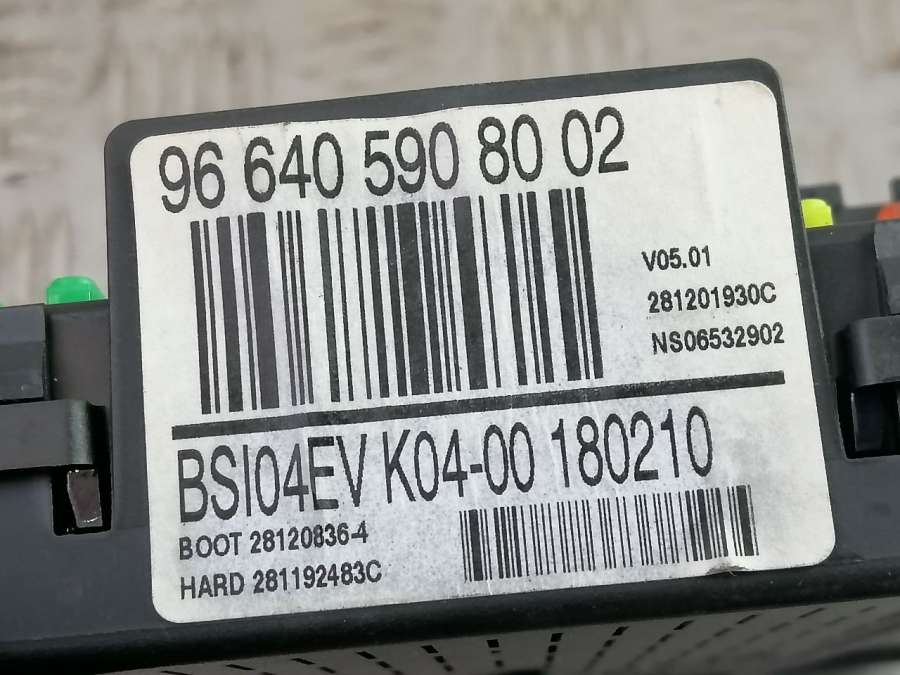 96 640 590 80 02
V05.01
281201930C
NS06532902
BSI04EV K04-00 180210
BOOT 28120836-4
HARD 281192483C